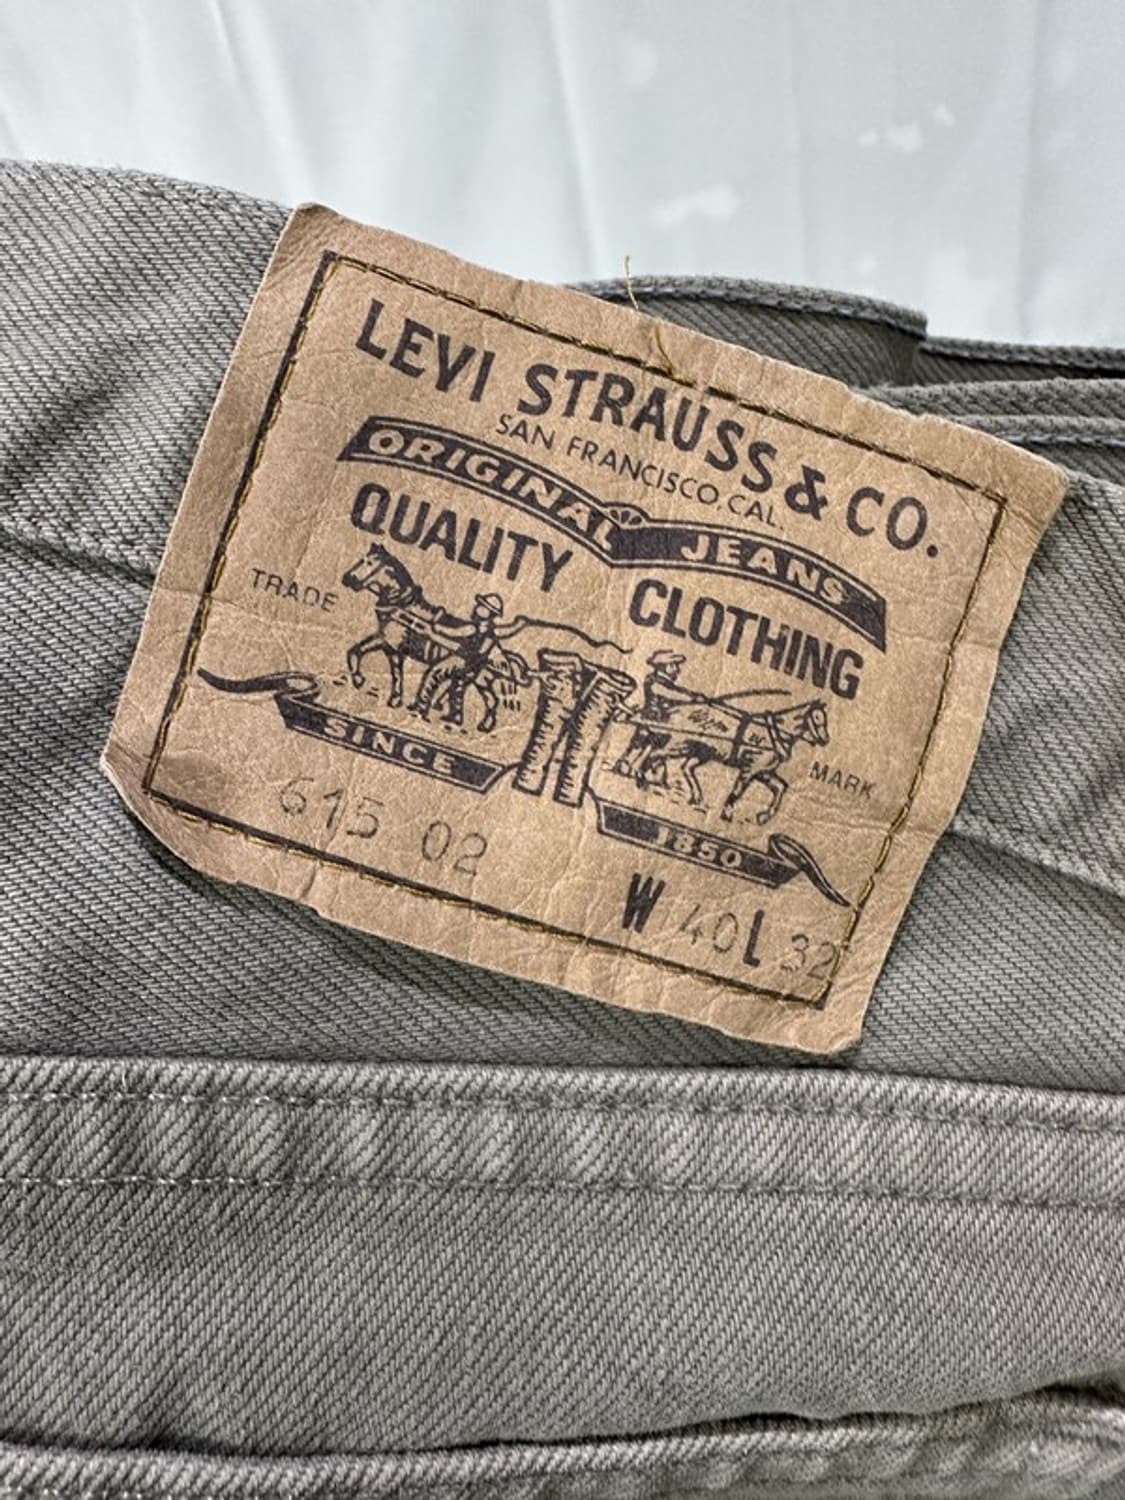 LEVI STRAUSS & CO.
SAN FRANCISCO, CAL.
ORIGINAL JEANS
QUALITY CLOTHING
TRADE MARK
SINCE 1850
615 02
W 40 L 32